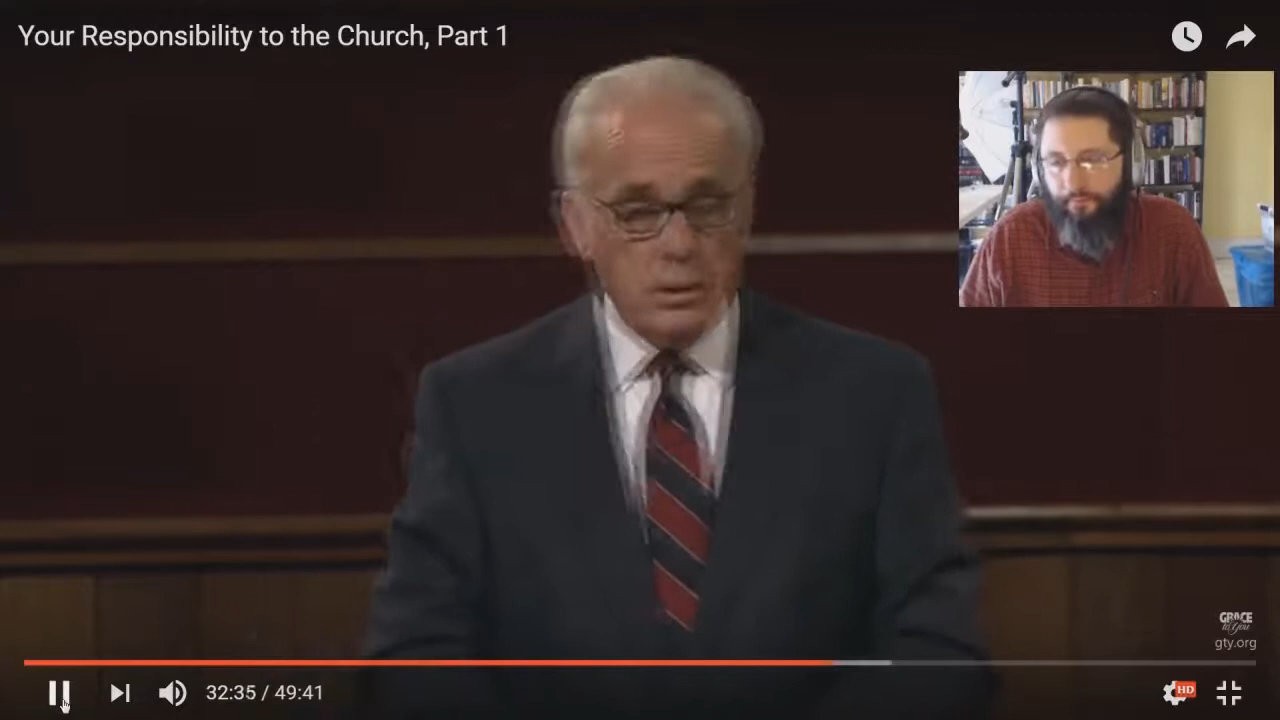 Your Responsibility to the Church, Part 1
GRACE
to You
gty.org
32:35 / 49:41
HD